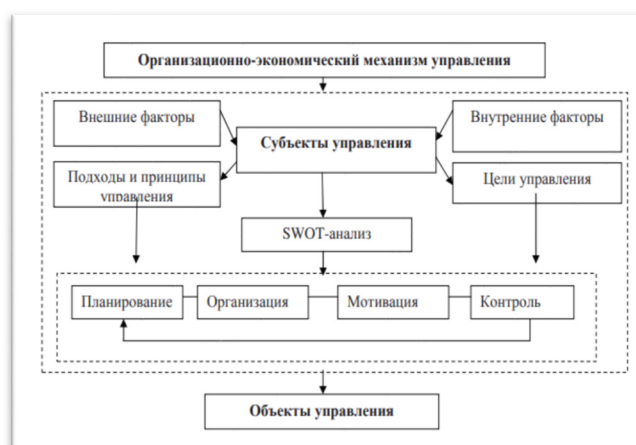 Организационно-экономический механизм управления
Внешние факторы
Внутренние факторы
Субъекты управления
Подходы и принципы
управления
Цели управления
SWOT-анализ
Планирование
Организация
Мотивация
Контроль
Объекты управления